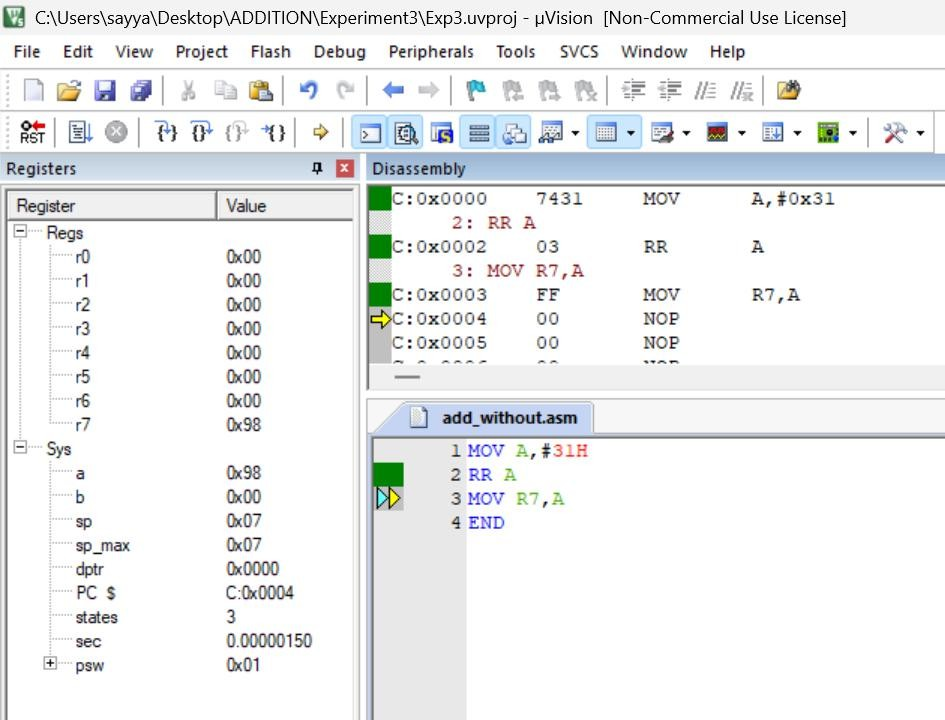 C:\Users\sayya\Desktop\ADDITION\Experiment3\Exp3.uvproj - µVision [Non-Commercial Use License]
File Edit View Project Flash Debug Peripherals Tools SVCS Window Help
RST
Registers
Register Value
Regs
r0 0x00
r1 0x00
r2 0x00
r3 0x00
r4 0x00
r5 0x00
r6 0x00
r7 0x98
Sys
a 0x98
b 0x00
sp 0x07
sp_max 0x07
dptr 0x0000
PC $ C:0x0004
states 3
sec 0.00000150
psw 0x01
Disassembly
C:0x0000 7431 MOV A,#0x31
2: RR A
C:0x0002 03 RR A
3: MOV R7,A
C:0x0003 FF MOV R7,A
C:0x0004 00 NOP
C:0x0005 00 NOP
add_without.asm
1 MOV A,#31H
2 RR A
3 MOV R7,A
4 END